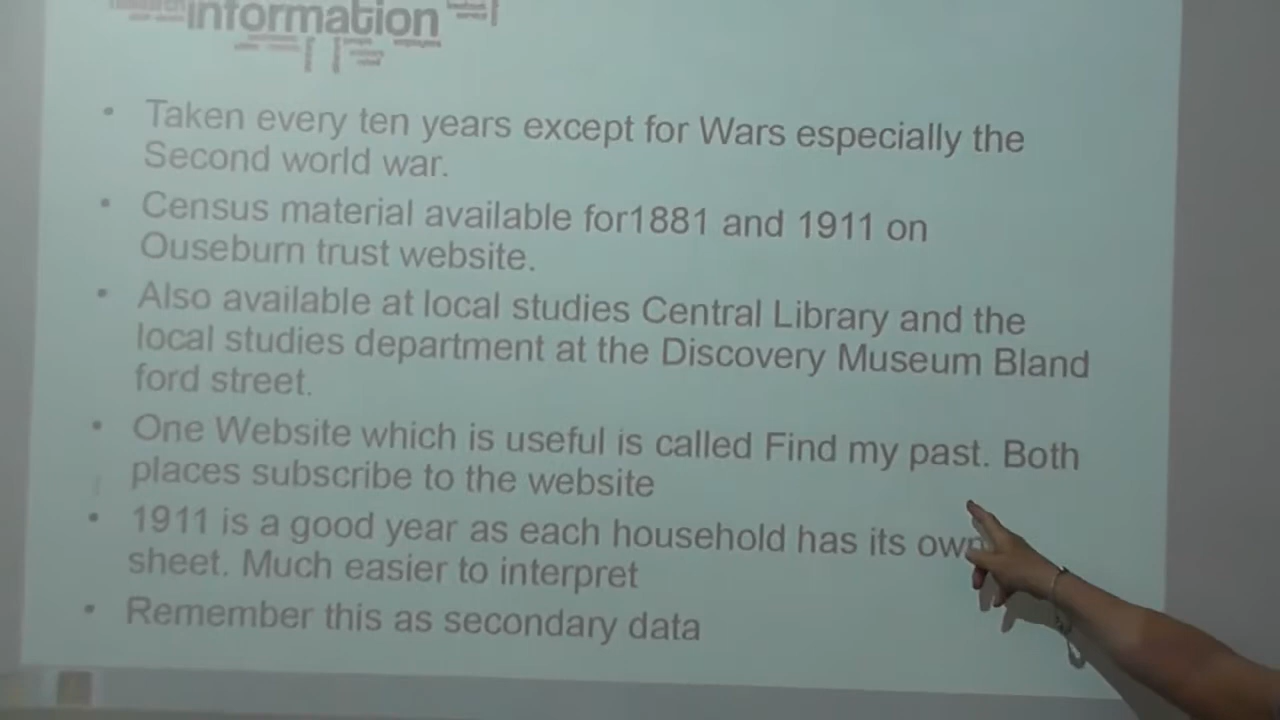 information
• Taken every ten years except for Wars especially the
Second world war.
• Census material available for1881 and 1911 on
Ouseburn trust website.
• Also available at local studies Central Library and the
local studies department at the Discovery Museum Bland
ford street.
• One Website which is useful is called Find my past. Both
places subscribe to the website
• 1911 is a good year as each household has its own
sheet. Much easier to interpret
• Remember this as secondary data